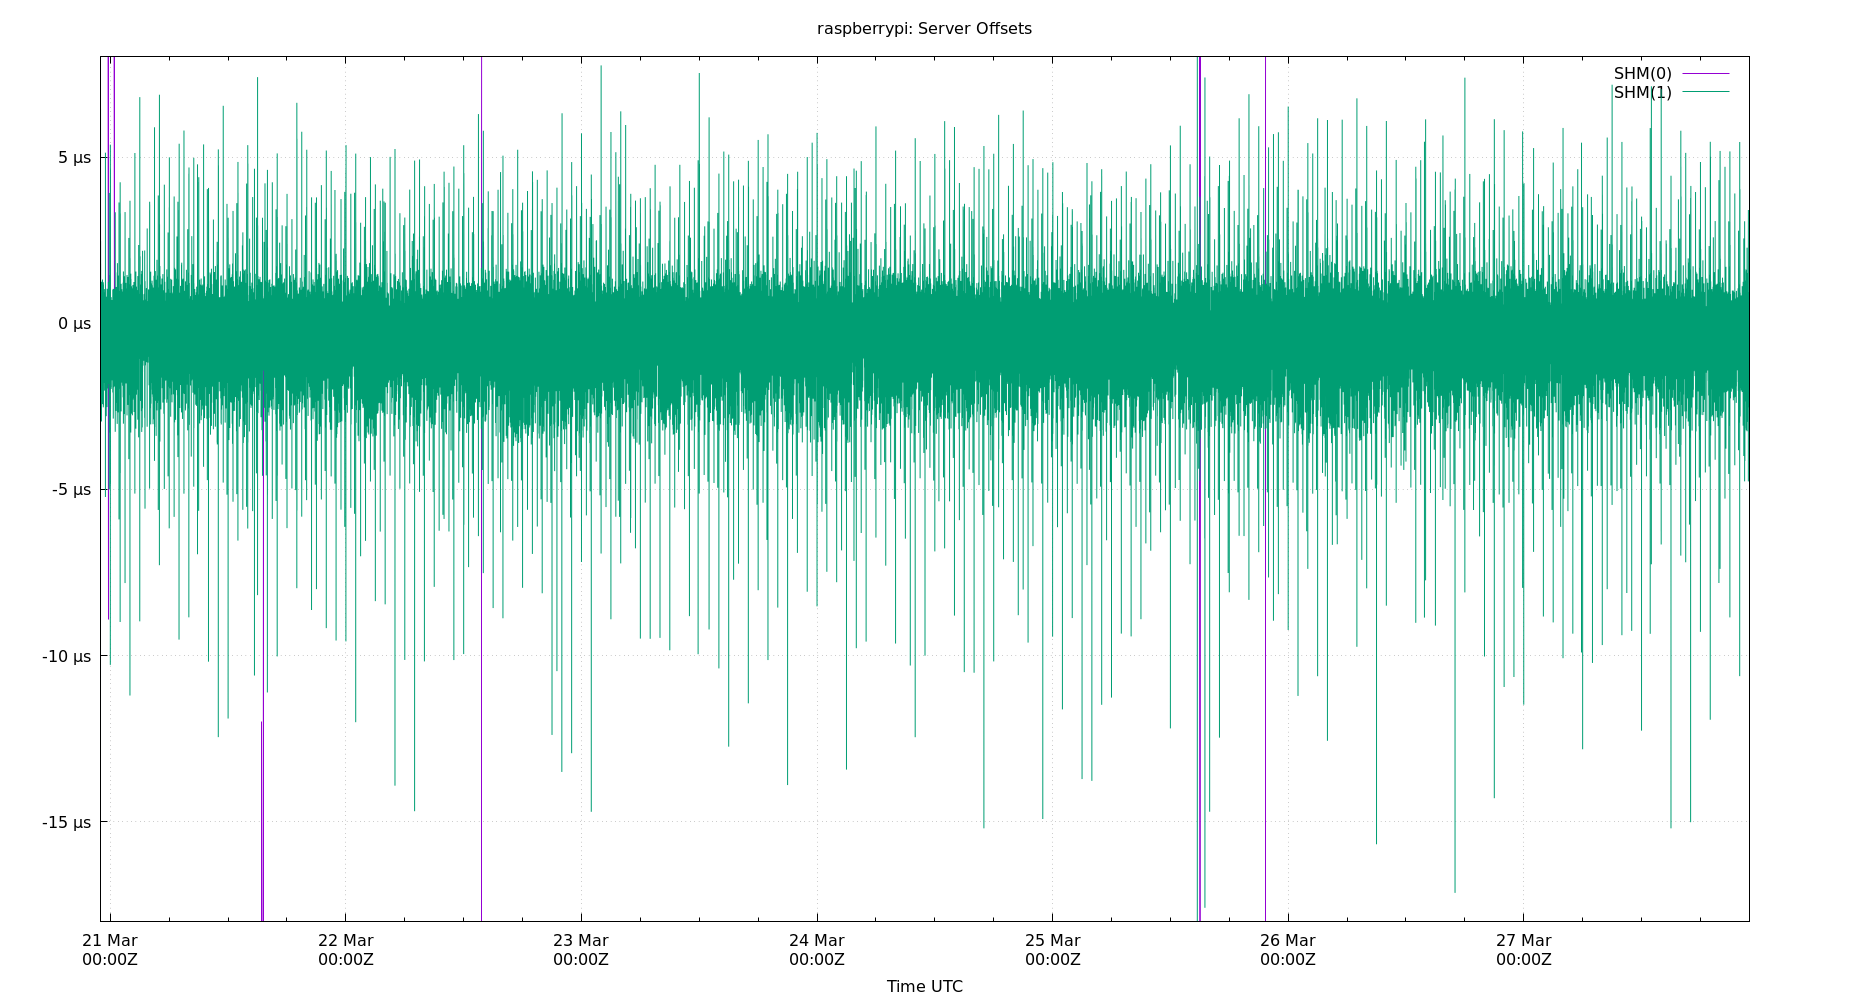 raspberrypi: Server Offsets
SHM(0)
SHM(1)
5 µs
0 µs
-5 µs
-10 µs
-15 µs
21 Mar 22 Mar 23 Mar 24 Mar 25 Mar 26 Mar 27 Mar
00:00Z 00:00Z 00:00Z 00:00Z 00:00Z 00:00Z 00:00Z
Time UTC